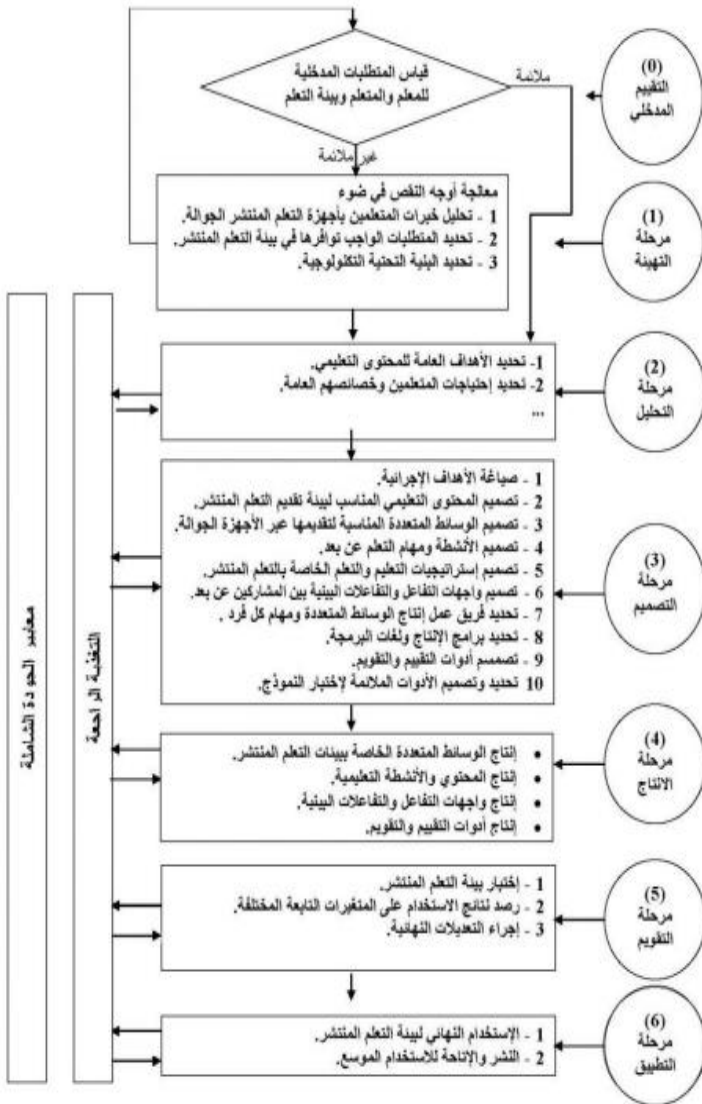 (0)
التقييم
المدخلي
قياس المتطلبات المدخلية
للمعلم والمتعلم وبيئة التعلم
ملائمة
غير ملائمة
(1)
مرحلة
التهيئة
معالجة أوجه النقص في ضوء
1 - تحليل خبرات المتعلمين بأجهزة التعلم المنتشر الجوالة.
2 - تحديد المتطلبات الواجب توافرها في بيئة التعلم المنتشر.
3 - تحديد البنية التحتية التكنولوجية.
(2)
مرحلة
التحليل
1- تحديد الأهداف العامة للمحتوى التعليمي.
2- تحديد إحتياجات المتعلمين وخصائصهم العامة.
...
(3)
مرحلة
التصميم
1 - صياغة الأهداف الإجرائية.
2 - تصميم المحتوى التعليمي المناسب لبيئة تقديم التعلم المنتشر.
3 - تصميم الوسائط المتعددة المناسبة لتقديمها عبر الأجهزة الجوالة.
4 - تصميم الأنشطة ومهام التعلم عن بعد.
5 - تصميم إستراتيجيات التعليم والتعلم الخاصة بالتعلم المنتشر.
6 - تصميم واجهات التفاعل والتفاعلات البينية بين المشاركين عن بعد.
7 - تحديد فريق عمل إنتاج الوسائط المتعددة ومهام كل فرد .
8 - تحديد برامج الإنتاج ولغات البرمجة.
9 - تصمسم أدوات التقييم والتقويم.
10 تحديد وتصميم الأدوات الملائمة لإختبار النموذج.
(4)
مرحلة
الانتاج
• إنتاج الوسائط المتعددة الخاصة ببيئات التعلم المنتشر.
• إنتاج المحتوي والأنشطة التعليمية.
• إنتاج واجهات التفاعل والتفاعلات البينية.
• إنتاج أدوات التقييم والتقويم.
(5)
مرحلة
التقويم
1 - إختبار بيئة التعلم المنتشر.
2 - رصد نتائج الاستخدام على المتغيرات التابعة المختلفة.
3 - إجراء التعديلات النهائية.
(6)
مرحلة
التطبيق
1 - الإستخدام النهائي لبيئة التعلم المنتشر.
2 - النشر والإتاحة للاستخدام الموسع.
التغذية الراجعة
معايير الجودة الشاملة